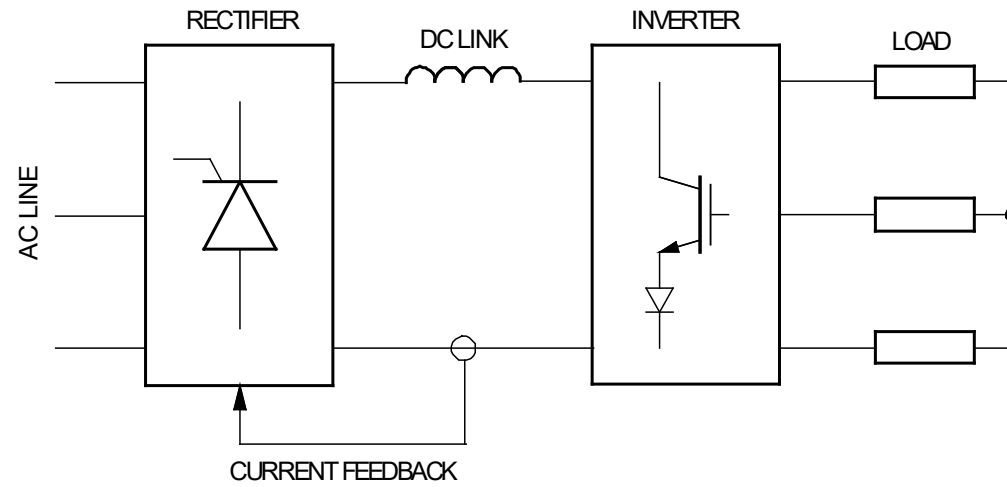 RECTIFIER
DC LINK
INVERTER
LOAD
AC LINE
CURRENT FEEDBACK